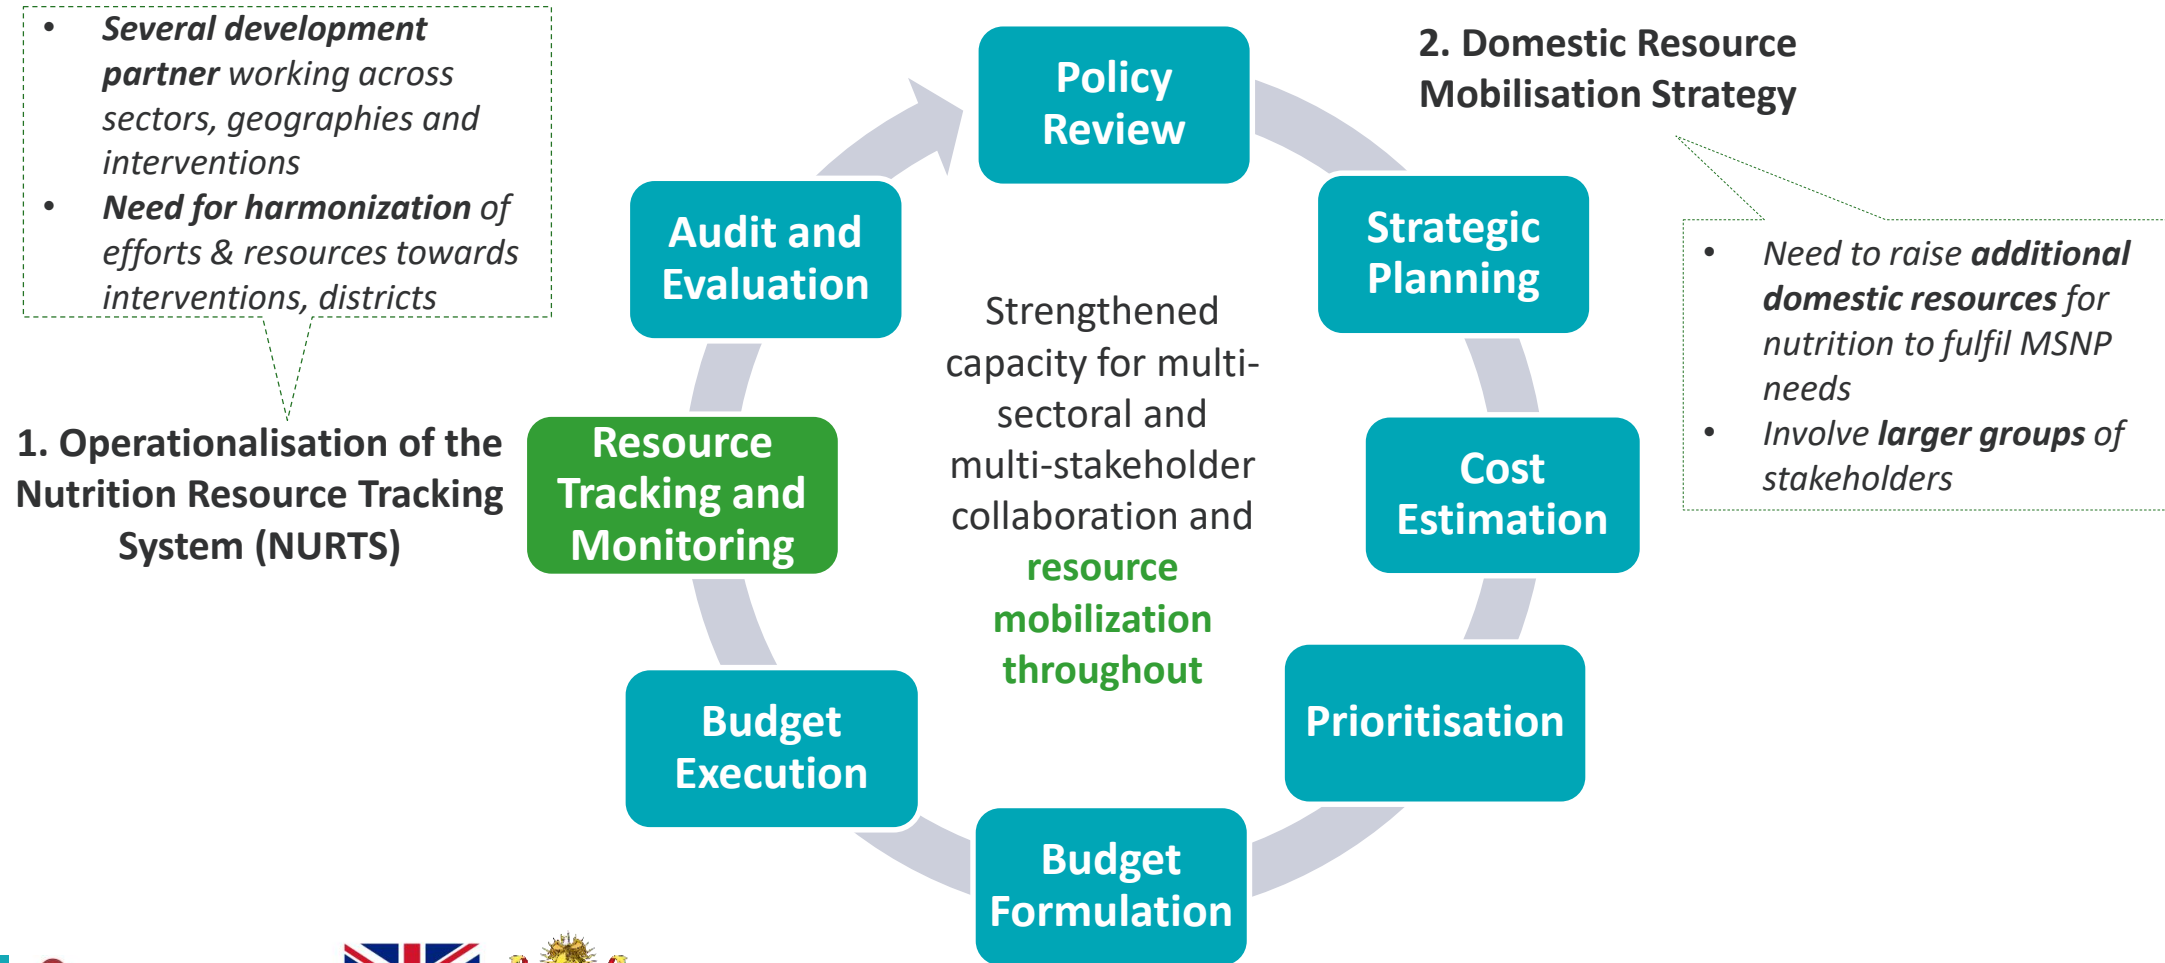 • Several development
partner working across
sectors, geographies and
interventions
• Need for harmonization of
efforts & resources towards
interventions, districts
1. Operationalisation of the
Nutrition Resource Tracking
System (NURTS)
Policy
Review
Strategic
Planning
Cost
Estimation
Prioritisation
Budget
Formulation
Budget
Execution
Resource
Tracking and
Monitoring
Audit and
Evaluation
Strengthened
capacity for multi-
sectoral and
multi-stakeholder
collaboration and
resource
mobilization
throughout
2. Domestic Resource
Mobilisation Strategy
• Need to raise additional
domestic resources for
nutrition to fulfil MSNP
needs
• Involve larger groups of
stakeholders